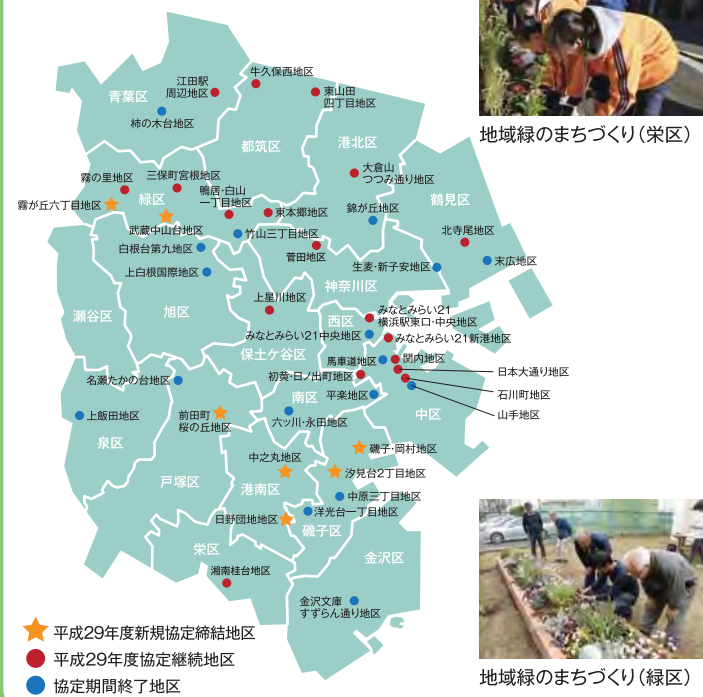 地域緑のまちづくり(栄区)
牛久保西地区
江田駅
周辺地区
青葉区
柿の木台地区
東山田
四丁目地区
都筑区
港北区
大倉山
つつみ通り地区
鶴見区
霧の里地区
三保町宮根地区
緑区
鴨居・白山
一丁目地区
霧が丘六丁目地区
東本郷地区
錦が丘地区
北寺尾地区
武蔵中山台地区
竹山三丁目地区
白根台第九地区
菅田地区
生麦・新子安地区
末広地区
上白根国際地区
神奈川区
上星川地区
瀬谷区
旭区
西区
みなとみらい21
横浜駅東口・中央地区
みなとみらい21中央地区
みなとみらい21新港地区
保土ケ谷区
馬車道地区
関内地区
日本大通り地区
名瀬たかの台地区
初黄・日ノ出町地区
石川町地区
南区
平楽地区
中区
山手地区
上飯田地区
前田町
桜の丘地区
六ッ川・永田地区
泉区
磯子・岡村地区
中之丸地区
汐見台2丁目地区
戸塚区
港南区
中原三丁目地区
日野団地地区
洋光台一丁目地区
磯子区
栄区
金沢区
湘南桂台地区
金沢文庫
すずらん通り地区
平成29年度新規協定締結地区
平成29年度協定継続地区
協定期間終了地区
地域緑のまちづくり(緑区)